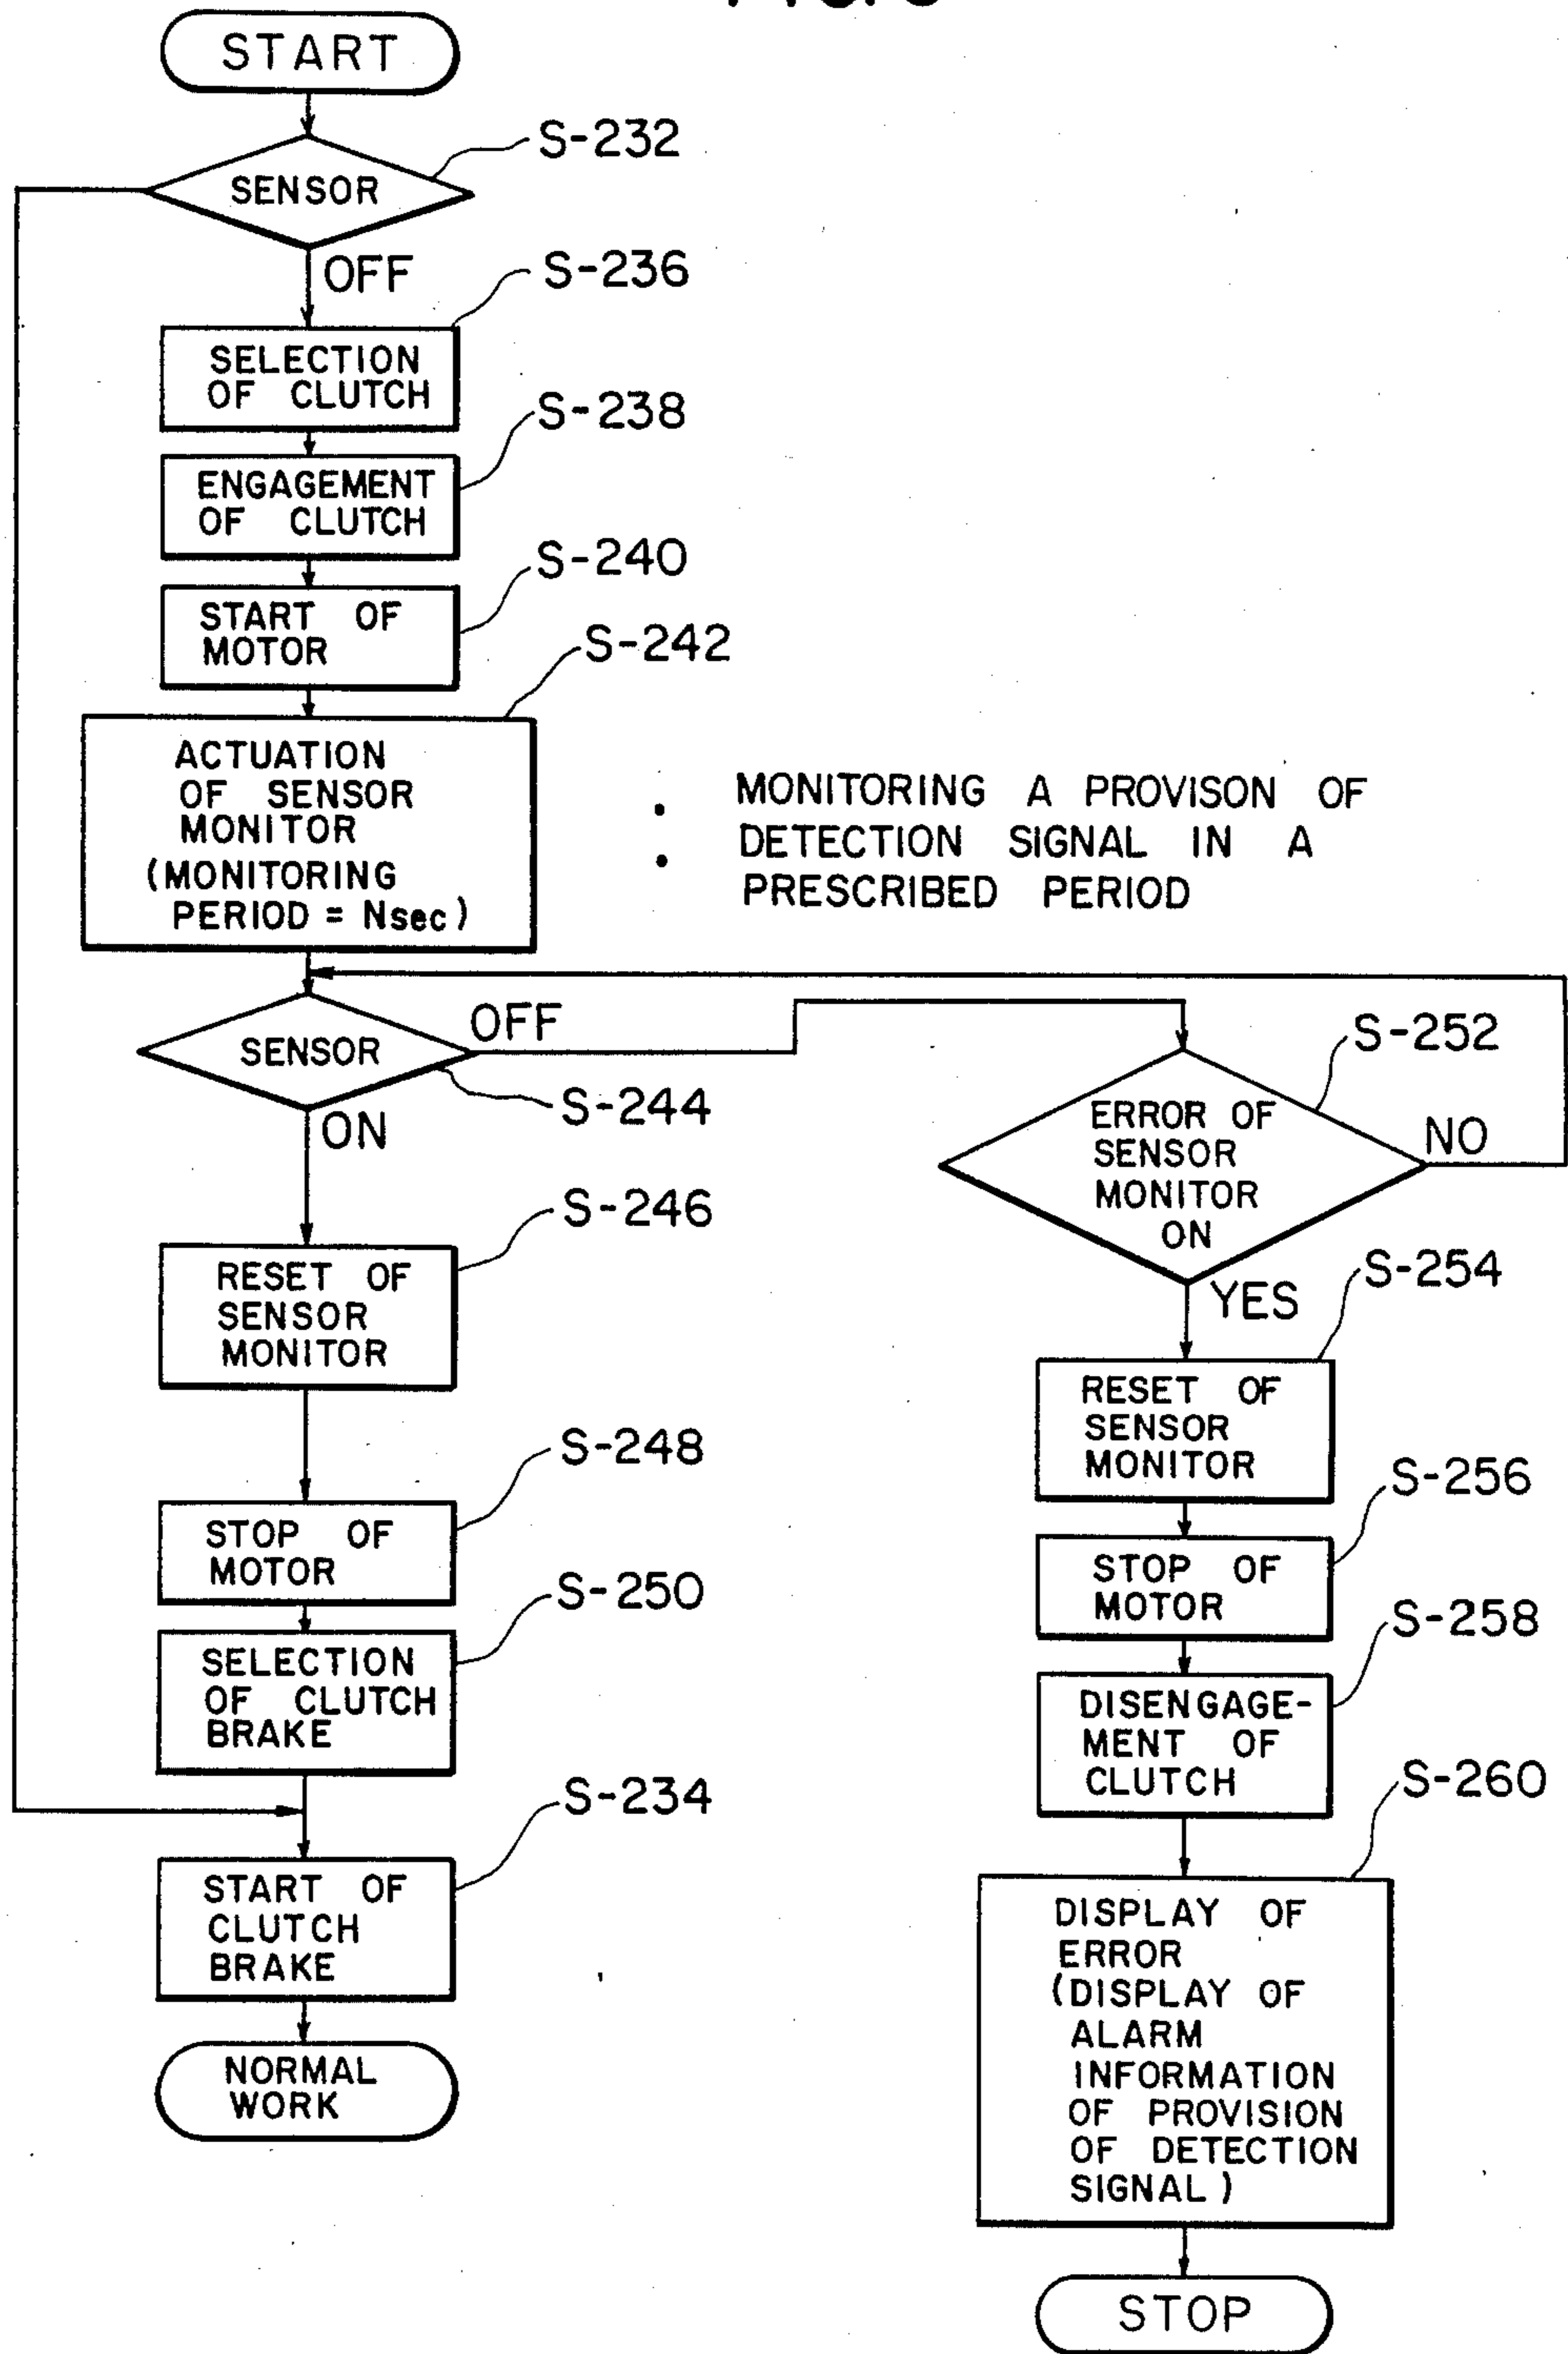 START
S-232
SENSOR
OFF
S-236
SELECTION
OF CLUTCH
S-238
ENGAGEMENT
OF CLUTCH
S-240
START OF
MOTOR
S-242
ACTUATION
OF SENSOR
MONITOR
(MONITORING
PERIOD = Nsec)
: MONITORING A PROVISON OF
DETECTION SIGNAL IN A
PRESCRIBED PERIOD
SENSOR
OFF
S-244
ON
S-246
RESET OF
SENSOR
MONITOR
S-248
STOP OF
MOTOR
S-250
SELECTION
OF CLUTCH
BRAKE
S-234
START OF
CLUTCH
BRAKE
NORMAL
WORK
S-252
ERROR OF
SENSOR
MONITOR
ON
NO
YES
S-254
RESET OF
SENSOR
MONITOR
S-256
STOP OF
MOTOR
S-258
DISENGAGE-
MENT OF
CLUTCH
S-260
DISPLAY OF
ERROR
(DISPLAY OF
ALARM
INFORMATION
OF PROVISION
OF DETECTION
SIGNAL)
STOP